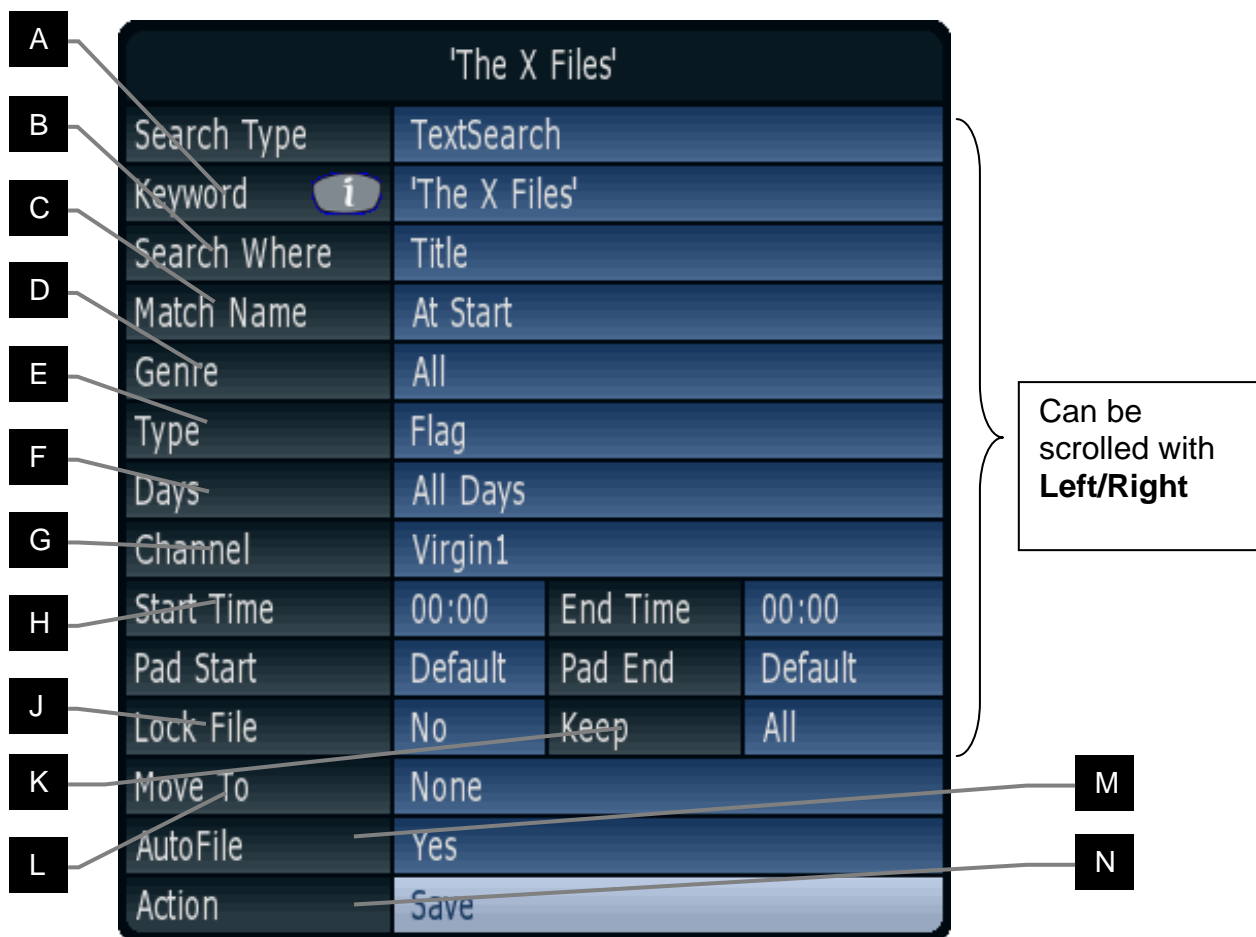 A
'The X Files'
B
Search Type TextSearch
Keyword i 'The X Files'
C
Search Where Title
D
Match Name At Start
E
Genre All
Type Flag
F
Days All Days
G
Channel Virgin1
H
Start Time 00:00 End Time 00:00
Pad Start Default Pad End Default
J
Lock File No Keep All
K
Move To None
L
AutoFile Yes
Action Save
Can be
scrolled with
Left/Right
M
N